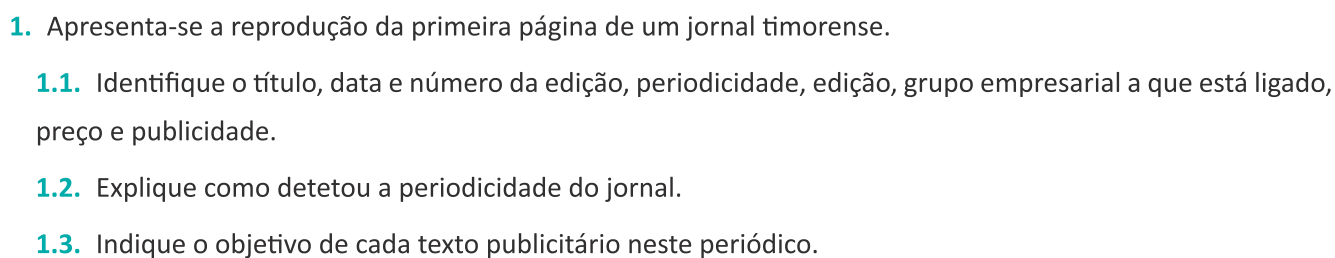 1. Apresenta-se a reprodução da primeira página de um jornal timorense.
1.1. Identifique o título, data e número da edição, periodicidade, edição, grupo empresarial a que está ligado,
preço e publicidade.
1.2. Explique como detetou a periodicidade do jornal.
1.3. Indique o objetivo de cada texto publicitário neste periódico.